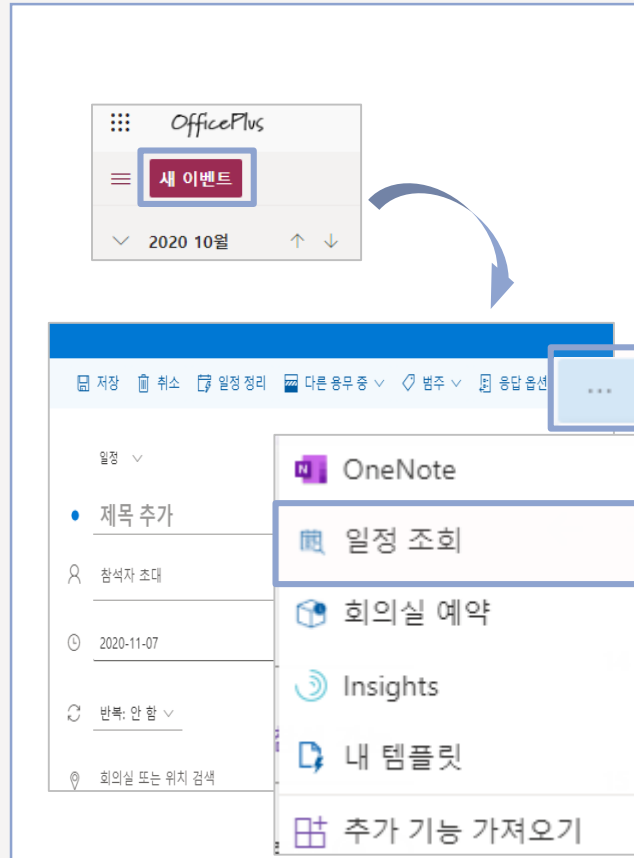 OfficePlus
새 이벤트
2020 10월
저장 취소 일정 정리 다른 용무 중 범주 응답 옵션 ...
일정
제목 추가
참석자 초대
2020-11-07
반복: 안 함
회의실 또는 위치 검색
OneNote
일정 조회
회의실 예약
Insights
내 템플릿
추가 기능 가져오기